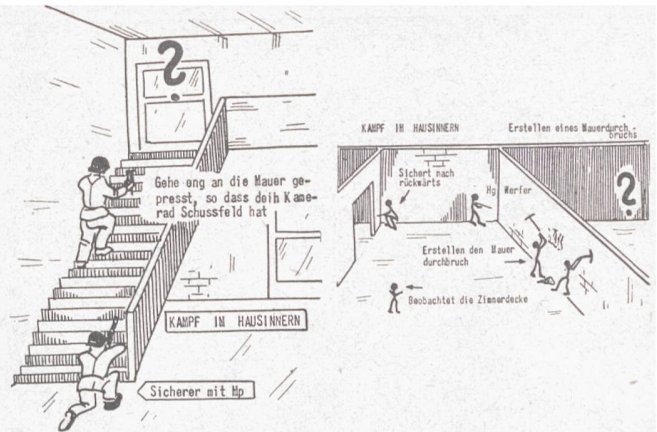 ?
Gehe eng an die Mauer ge-
presst, so dass dein Kame-
rad Schussfeld hat
KAMPF IM HAUSINNERN
Sicherer mit Mp
KAMPF IM HAUSINNERN
Erstellen eines Mauerdurch-
bruchs
Sichert nach
rückwärts
Hg Werfer
?
Erstellen den Mauer
durchbruch
Beobachtet die Zimmerdecke